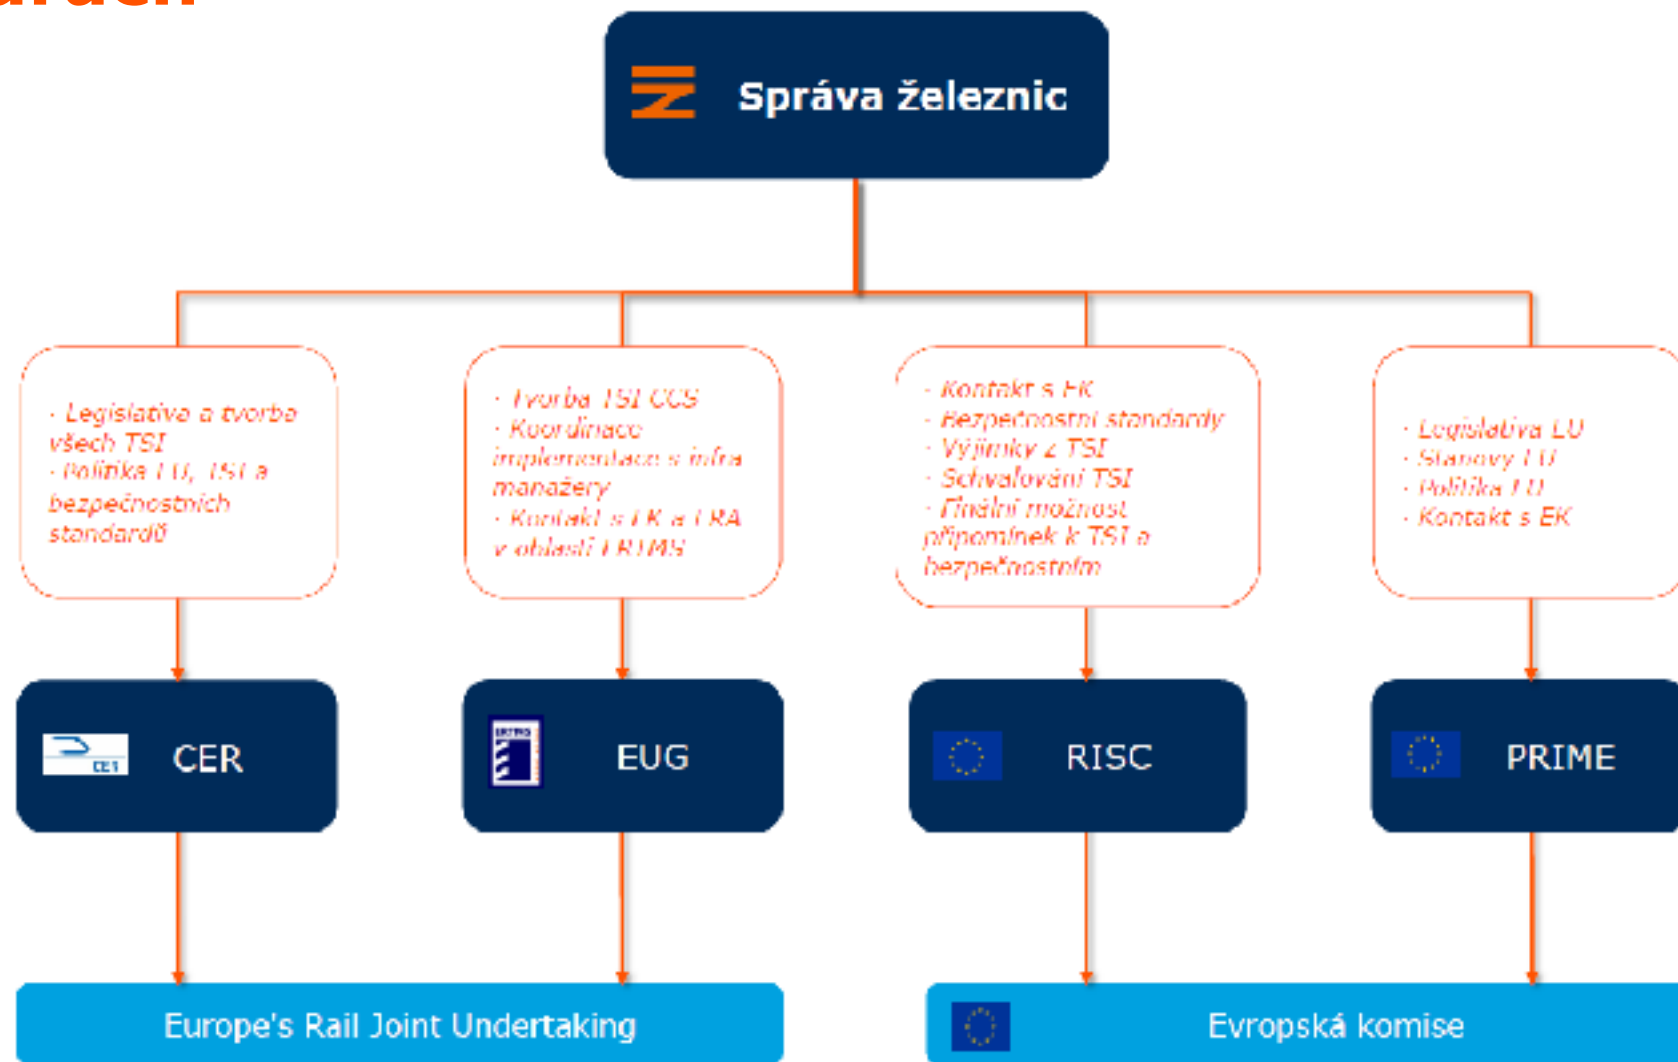 Správa železnic
· Legislativa a tvorba
všech TSI
· Politika EU, TSI a
bezpečnostních
standardů
· Tvorba TSI CCS
· Koordinace
implementace s infra
manažery
· Kontakt s EK a ERA
v oblasti ERTMS
· Kontakt s EK
· Bezpečnostní standardy
· Výjimky z TSI
· Schvalování TSI
· Finální možnost
připomínek k TSI a
bezpečnostním
· Legislativa EU
· Stanovy EU
· Politika EU
· Kontakt s EK
CER
CER
ERTMS
EUG
RISC
PRIME
Europe's Rail Joint Undertaking
Evropská komise